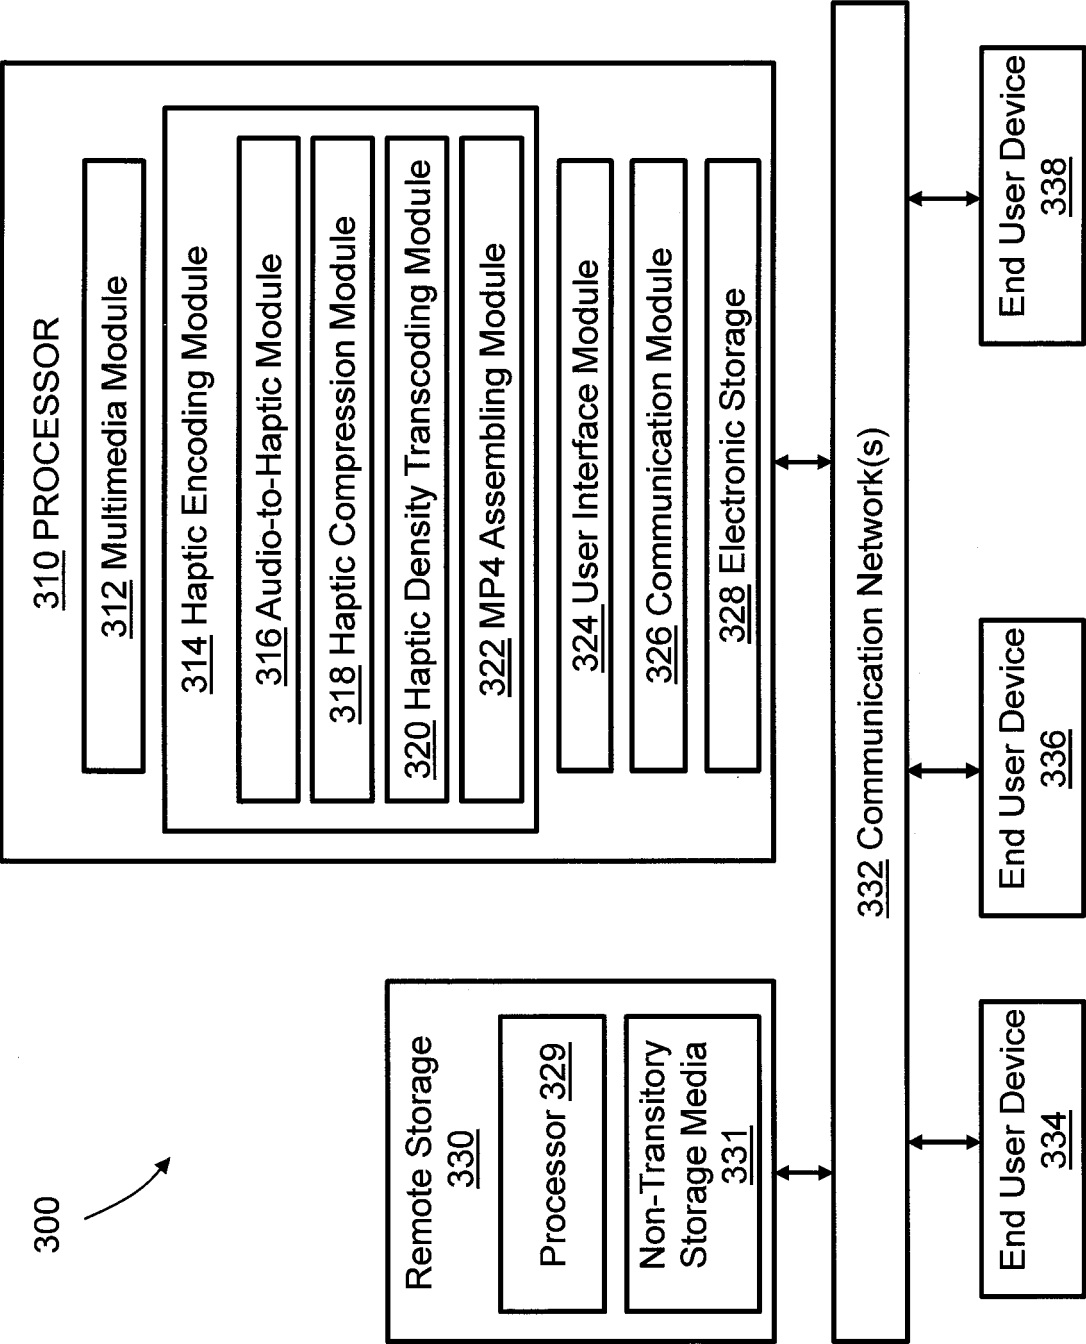 300
Remote Storage
330
Processor 329
Non-Transitory
Storage Media
331
310 PROCESSOR
312 Multimedia Module
314 Haptic Encoding Module
316 Audio-to-Haptic Module
318 Haptic Compression Module
320 Haptic Density Transcoding Module
322 MP4 Assembling Module
324 User Interface Module
326 Communication Module
328 Electronic Storage
332 Communication Network(s)
End User Device
334
End User Device
336
End User Device
338